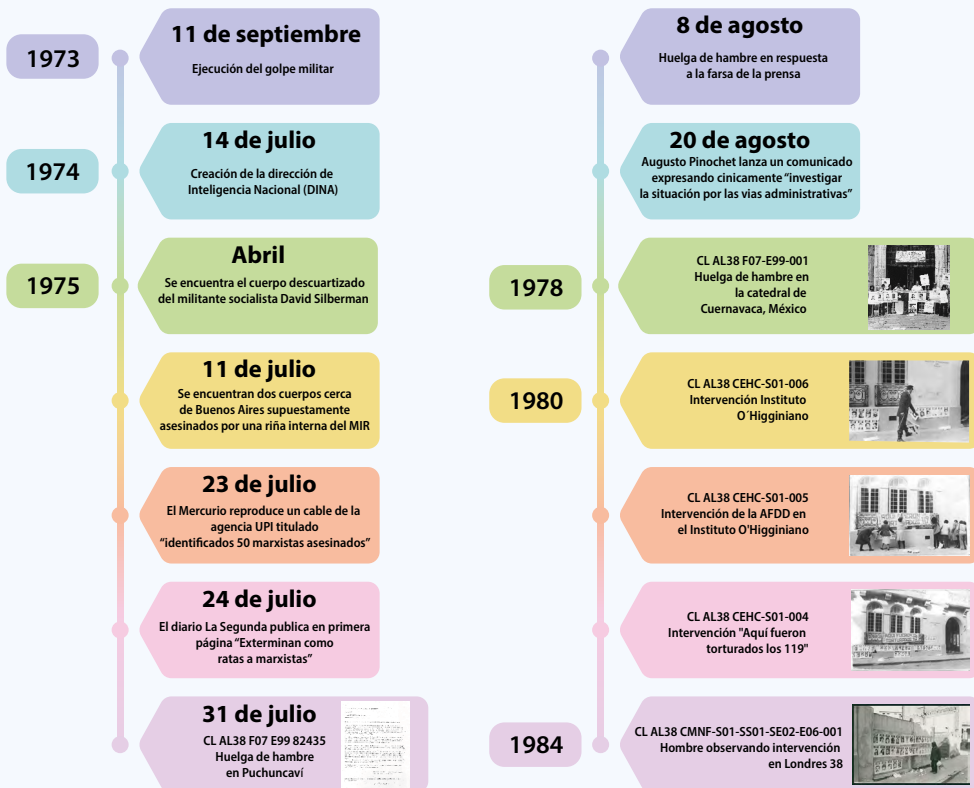 1973
11 de septiembre
Ejecución del golpe militar
1974
14 de julio
Creación de la dirección de
Inteligencia Nacional (DINA)
1975
Abril
Se encuentra el cuerpo descuartizado
del militante socialista David Silberman
11 de julio
Se encuentran dos cuerpos cerca
de Buenos Aires supuestamente
asesinados por una riña interna del MIR
23 de julio
El Mercurio reproduce un cable de la
agencia UPI titulado
“identificados 50 marxistas asesinados”
24 de julio
El diario La Segunda publica en primera
página “Exterminan como
ratas a marxistas”
31 de julio
CL AL38 F07 E99 82435
Huelga de hambre
en Puchuncaví
8 de agosto
Huelga de hambre en respuesta
a la farsa de la prensa
20 de agosto
Augusto Pinochet lanza un comunicado
expresando cinicamente “investigar
la situación por las vias administrativas”
1978
CL AL38 F07-E99-001
Huelga de hambre en
la catedral de
Cuernavaca, México
1980
CL AL38 CEHC-S01-006
Intervención Instituto
O´Higginiano
CL AL38 CEHC-S01-005
Intervención de la AFDD en
el Instituto O'Higginiano
CL AL38 CEHC-S01-004
Intervención "Aquí fueron
torturados los 119"
1984
CL AL38 CMNF-S01-SS01-SE02-E06-001
Hombre observando intervención
en Londres 38